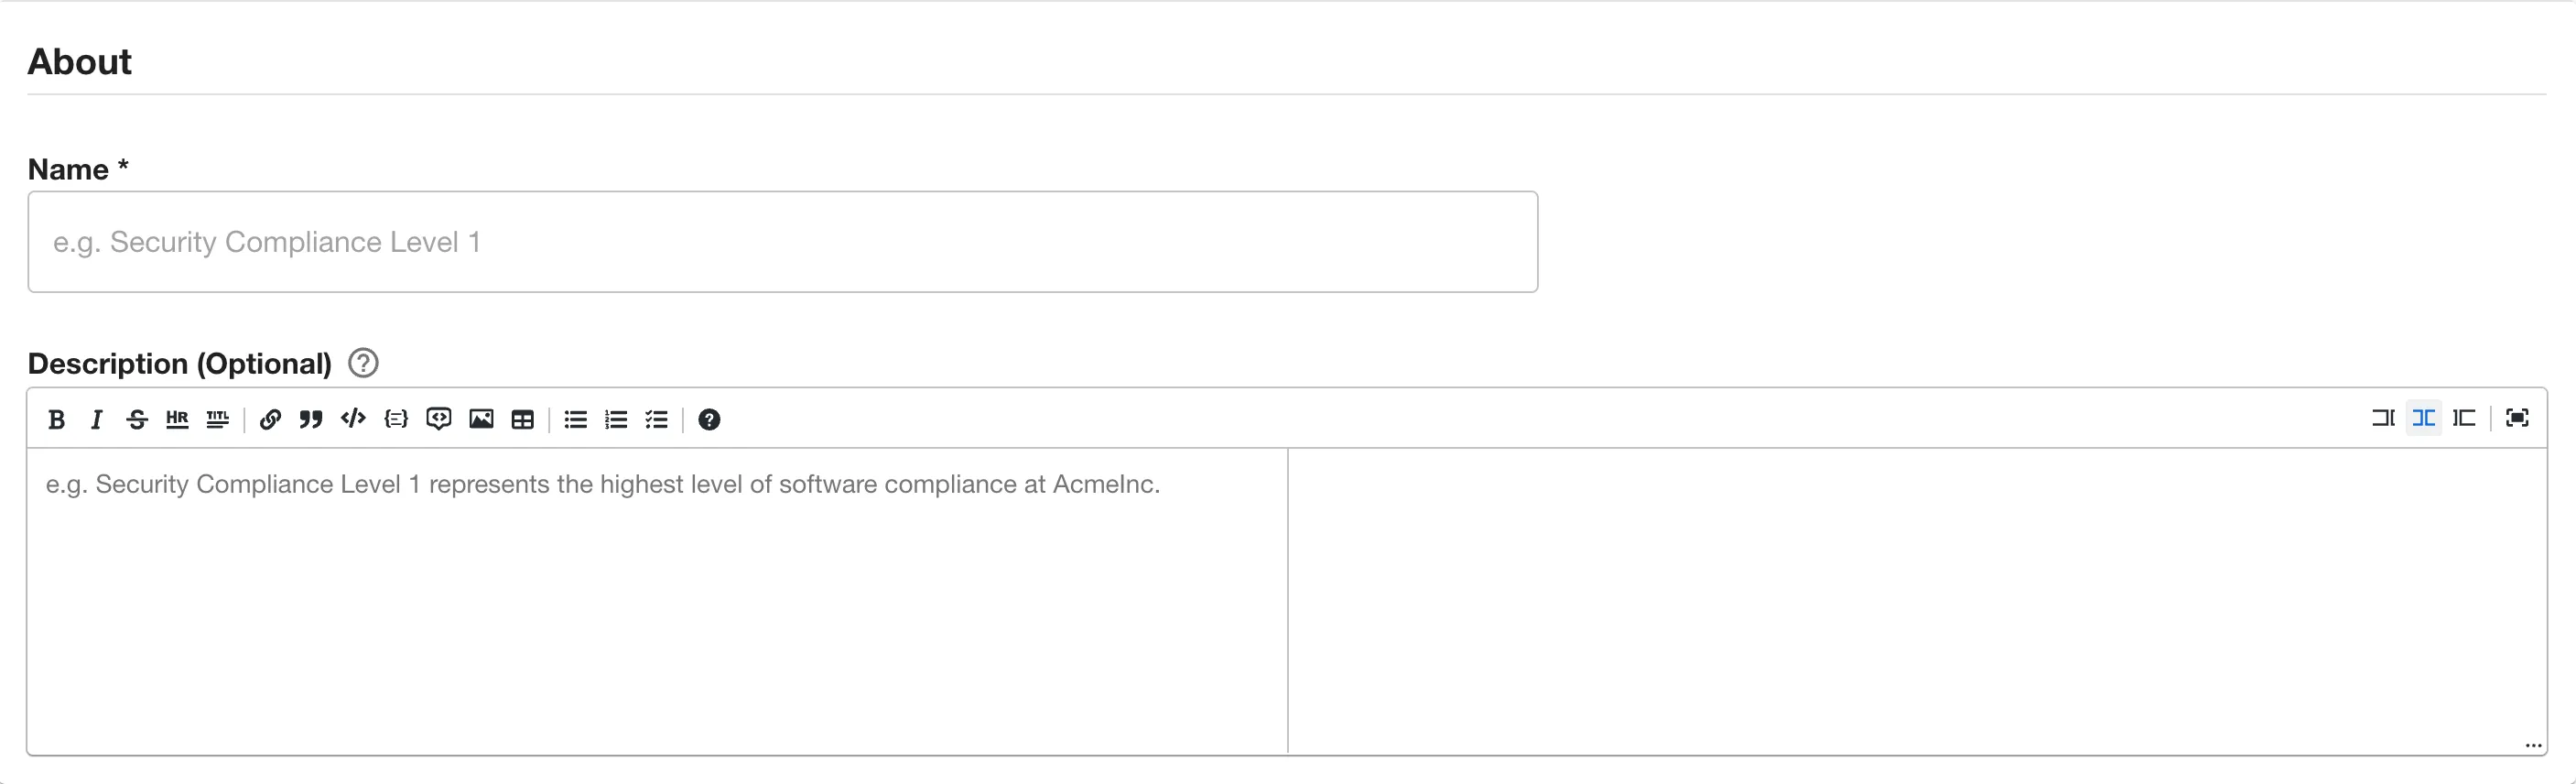 About
Name *
e.g. Security Compliance Level 1
Description (Optional) ?
B I S HR TITL ?
e.g. Security Compliance Level 1 represents the highest level of software compliance at AcmeInc.